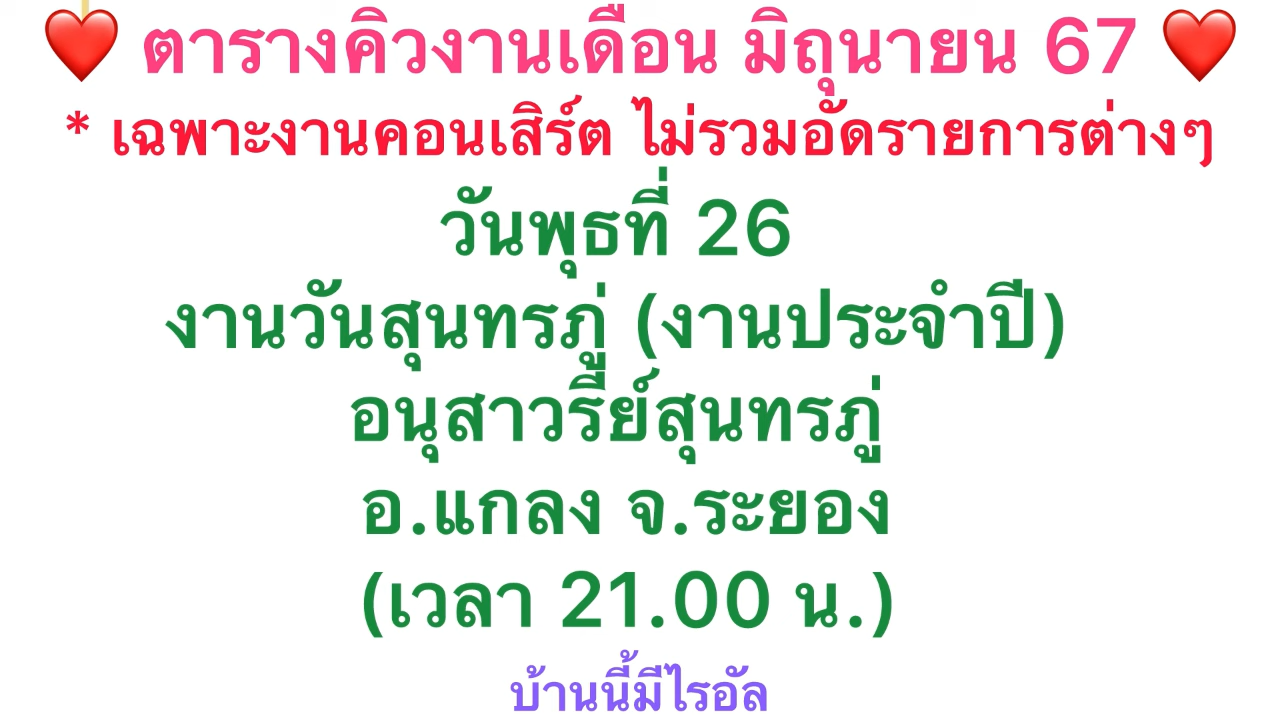 ❤️ ตารางคิวงานเดือน มิถุนายน 67 ❤️
* เฉพาะงานคอนเสิร์ต ไม่รวมอัดรายการต่างๆ
วันพุธที่ 26
งานวันสุนทรภู่ (งานประจำปี)
อนุสาวรีย์สุนทรภู่
อ.แกลง จ.ระยอง
(เวลา 21.00 น.)
บ้านนี้มีไรอัล